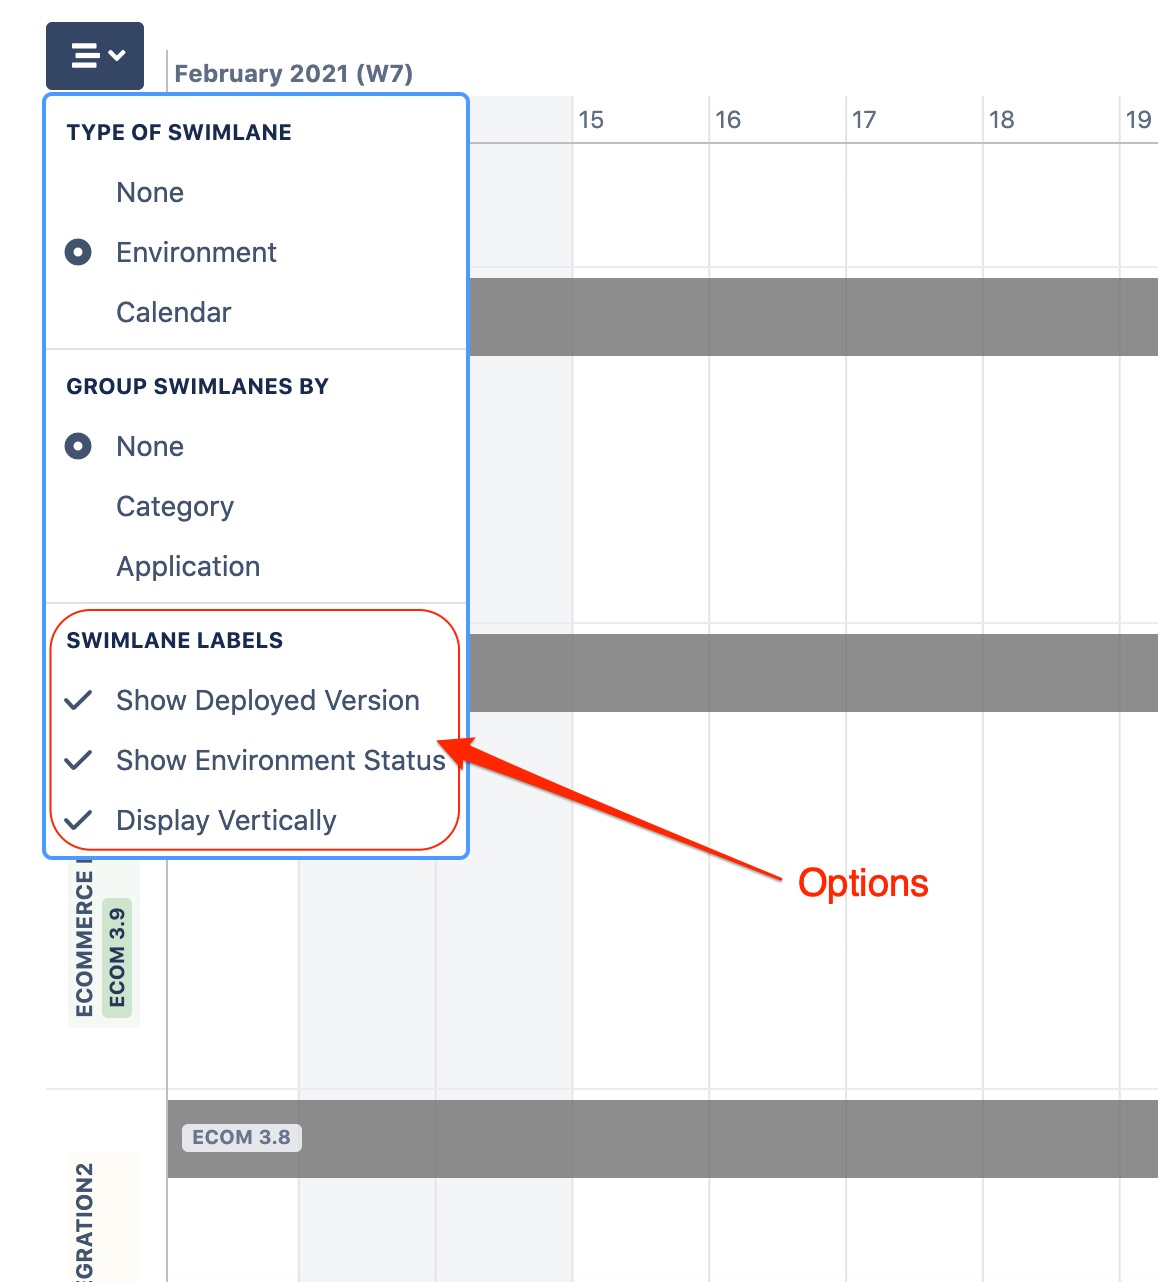 February 2021 (W7)
15
16
17
18
19
TYPE OF SWIMLANE
None
Environment
Calendar
GROUP SWIMLANES BY
None
Category
Application
SWIMLANE LABELS
Show Deployed Version
Show Environment Status
Display Vertically
Options
ECOMMERCE
ECOM 3.9
ECOM 3.8
EGRATION2